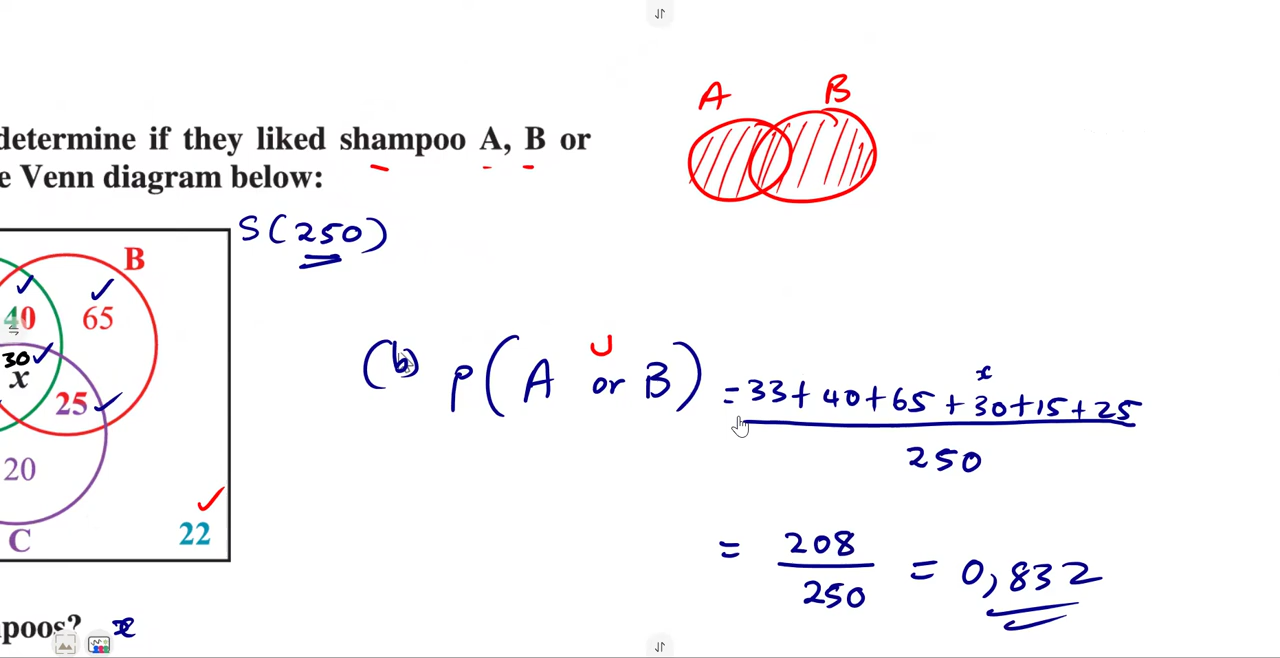 A B
determine if they liked shampoo A, B or
e Venn diagram below:
S(250)
B
40 65
30
x
25
20
C
22
(b) P(A ∪ or B) = 33+40+65+30+15+25
x
250
= 208
250
= 0,832
poos? x